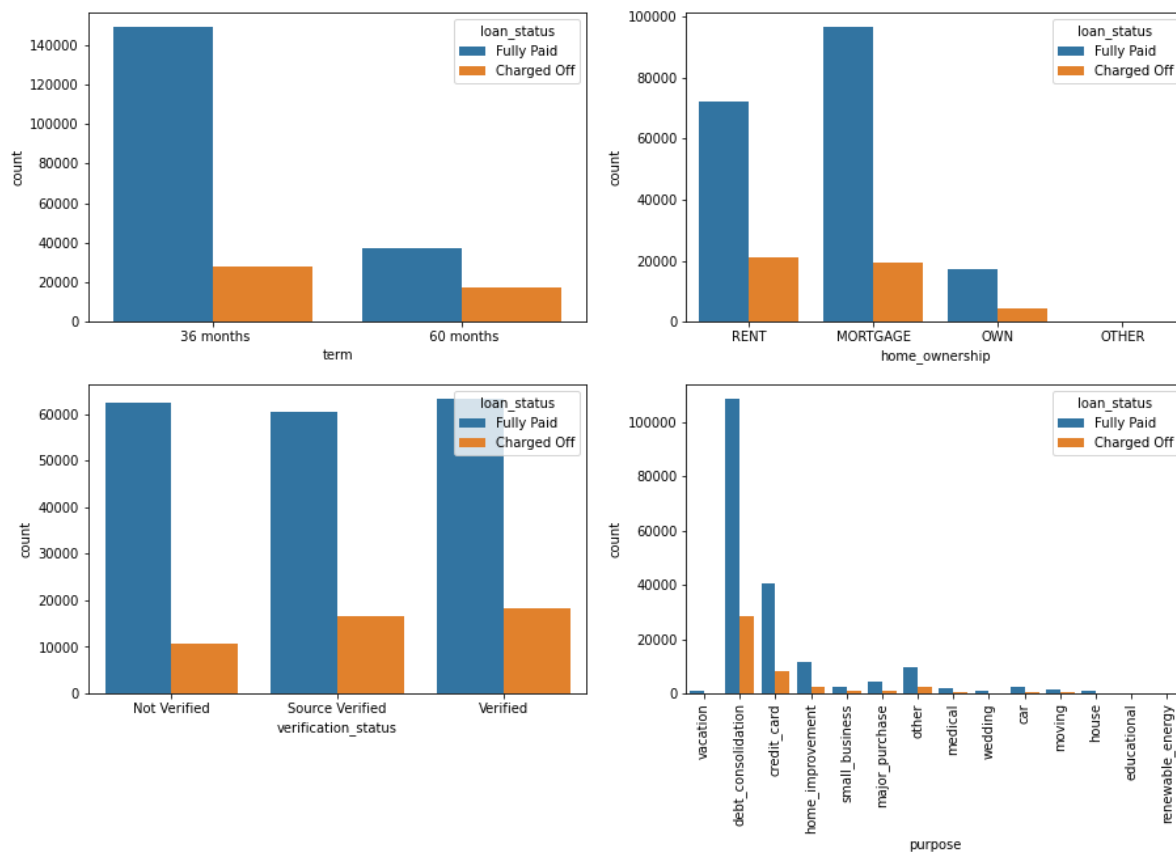 loan_status
Fully Paid
Charged Off
140000
120000
100000
80000
60000
40000
20000
0
count
36 months 60 months
term
loan_status
Fully Paid
Charged Off
100000
80000
60000
40000
20000
0
count
RENT MORTGAGE OWN OTHER
home_ownership
loan_status
Fully Paid
Charged Off
60000
50000
40000
30000
20000
10000
0
count
Not Verified Source Verified Verified
verification_status
loan_status
Fully Paid
Charged Off
100000
80000
60000
40000
20000
0
count
vacation
debt_consolidation
credit_card
home_improvement
small_business
major_purchase
other
medical
wedding
car
moving
house
educational
renewable_energy
purpose